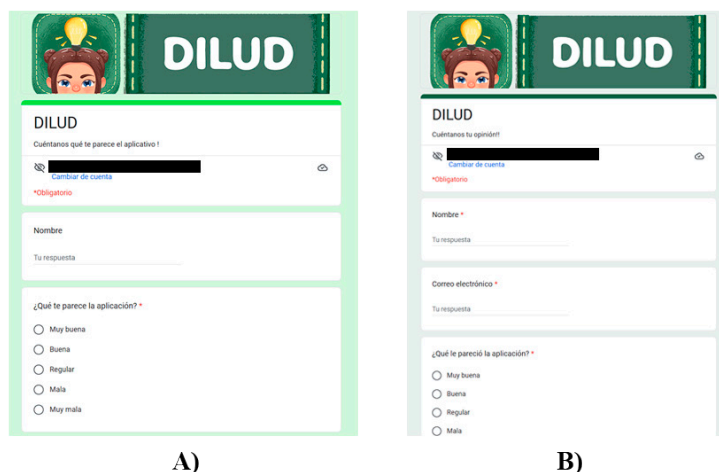 DILUD
DILUD
Cuéntanos qué te parece el aplicativo !
Cambiar de cuenta
*Obligatorio
Nombre
Tu respuesta
¿Qué te parece la aplicación? *
Muy buena
Buena
Regular
Mala
Muy mala
A)
DILUD
DILUD
Cuéntanos tu opinión!!
Cambiar de cuenta
*Obligatorio
Nombre *
Tu respuesta
Correo electrónico *
Tu respuesta
¿Qué le pareció la aplicación? *
Muy buena
Buena
Regular
Mala
B)